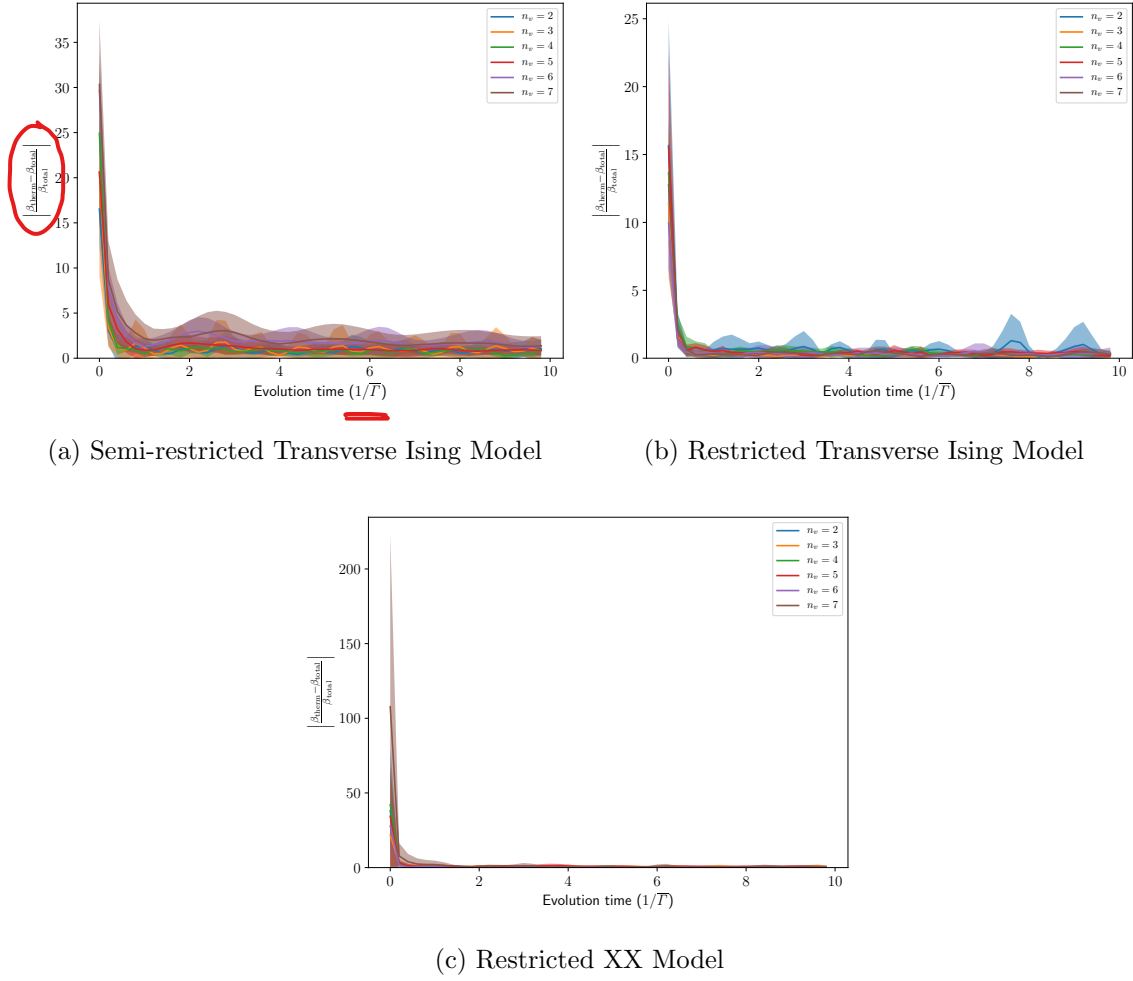 35
30
25
20
15
10
5
0
|β_therm − β_total / β_total|
n_v = 2
n_v = 3
n_v = 4
n_v = 5
n_v = 6
n_v = 7
0 2 4 6 8 10
Evolution time (1/Γ̅)
(a) Semi-restricted Transverse Ising Model
25
20
15
10
5
0
|β_therm − β_total / β_total|
n_v = 2
n_v = 3
n_v = 4
n_v = 5
n_v = 6
n_v = 7
0 2 4 6 8 10
Evolution time (1/Γ̅)
(b) Restricted Transverse Ising Model
200
150
100
50
0
|β_therm − β_total / β_total|
n_v = 2
n_v = 3
n_v = 4
n_v = 5
n_v = 6
n_v = 7
0 2 4 6 8 10
Evolution time (1/Γ̅)
(c) Restricted XX Model